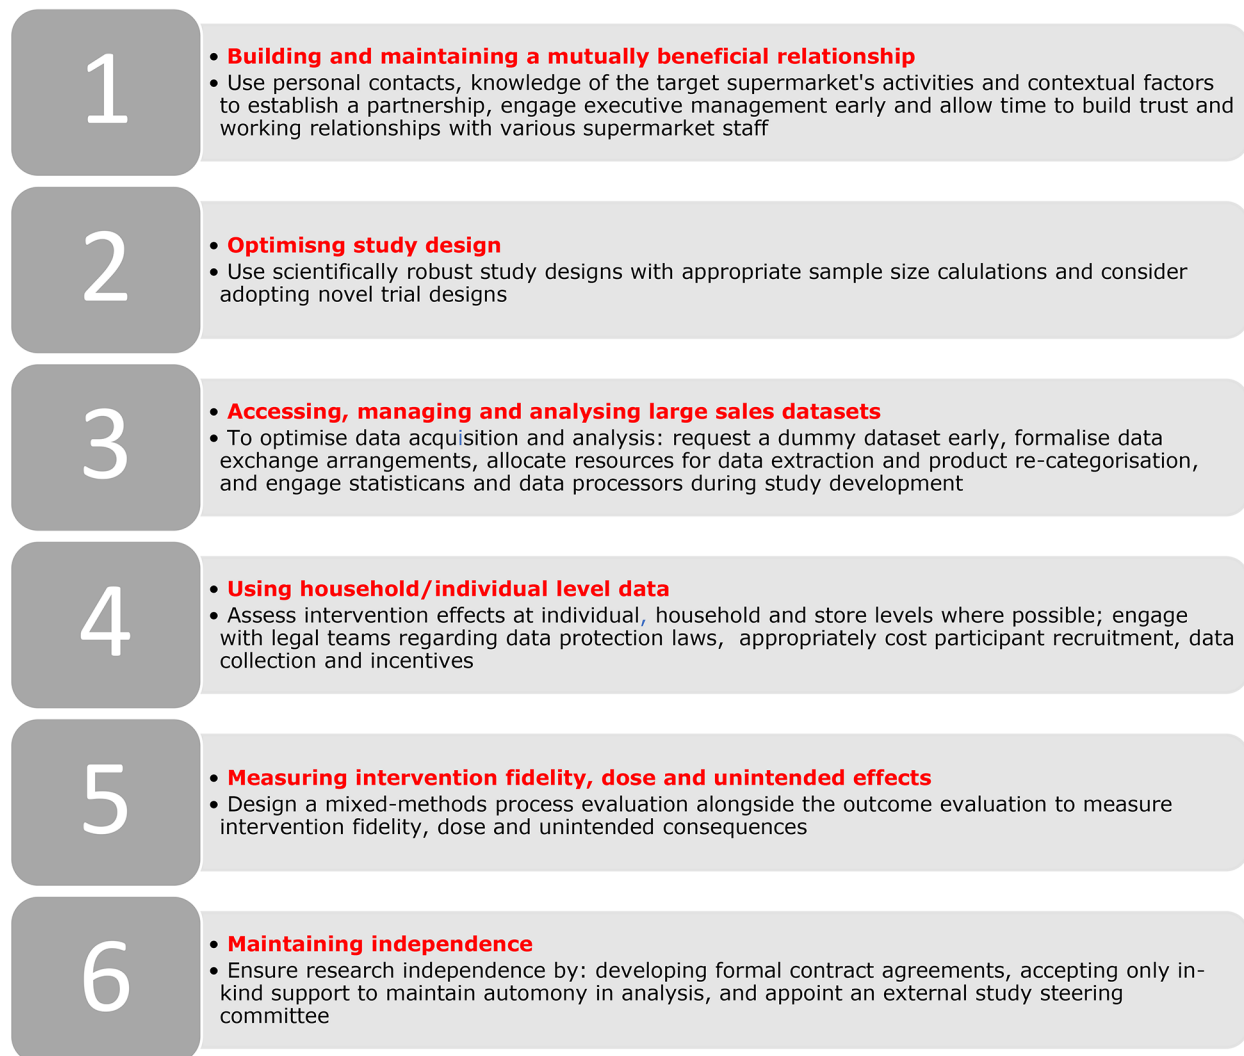 1
• Building and maintaining a mutually beneficial relationship
• Use personal contacts, knowledge of the target supermarket's activities and contextual factors
to establish a partnership, engage executive management early and allow time to build trust and
working relationships with various supermarket staff
2
• Optimisng study design
• Use scientifically robust study designs with appropriate sample size calulations and consider
adopting novel trial designs
3
• Accessing, managing and analysing large sales datasets
• To optimise data acquisition and analysis: request a dummy dataset early, formalise data
exchange arrangements, allocate resources for data extraction and product re-categorisation,
and engage statisticans and data processors during study development
4
• Using household/individual level data
• Assess intervention effects at individual, household and store levels where possible; engage
with legal teams regarding data protection laws,  appropriately cost participant recruitment, data
collection and incentives
5
• Measuring intervention fidelity, dose and unintended effects
• Design a mixed-methods process evaluation alongside the outcome evaluation to measure
intervention fidelity, dose and unintended consequences
6
• Maintaining independence
• Ensure research independence by: developing formal contract agreements, accepting only in-
kind support to maintain automony in analysis, and appoint an external study steering
committee